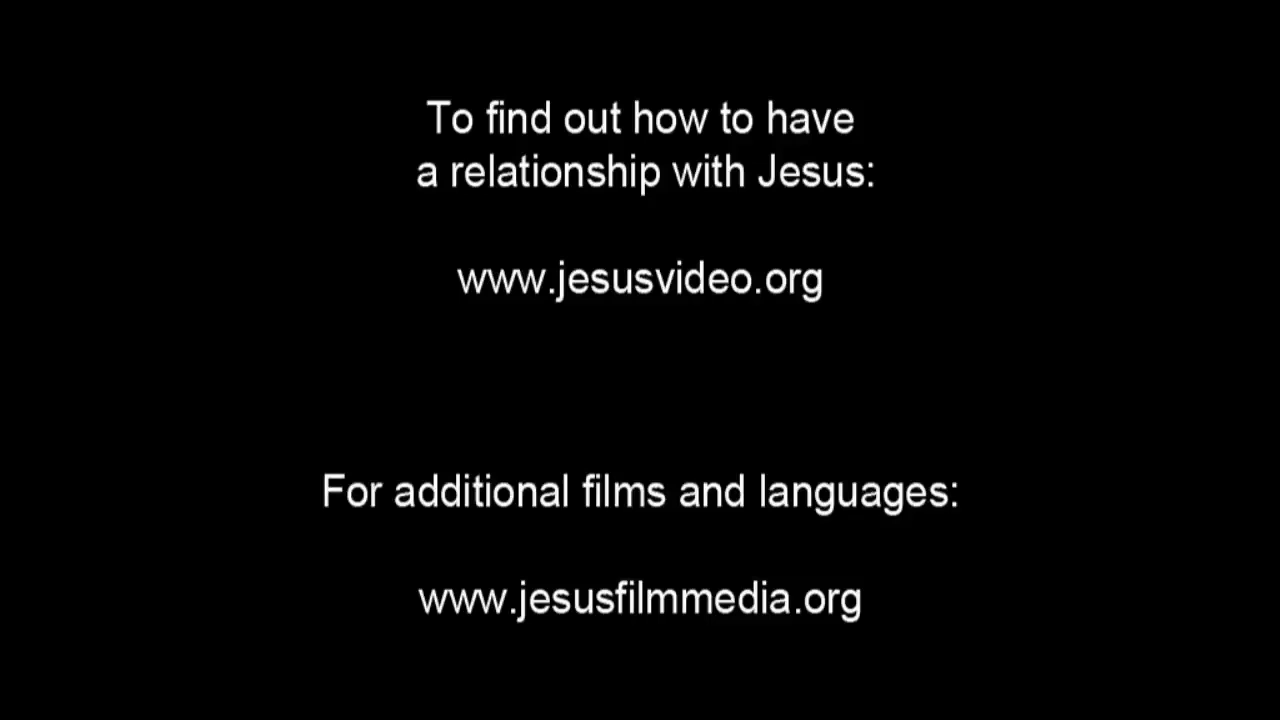 To find out how to have
a relationship with Jesus:
www.jesusvideo.org
For additional films and languages:
www.jesusfilmmedia.org